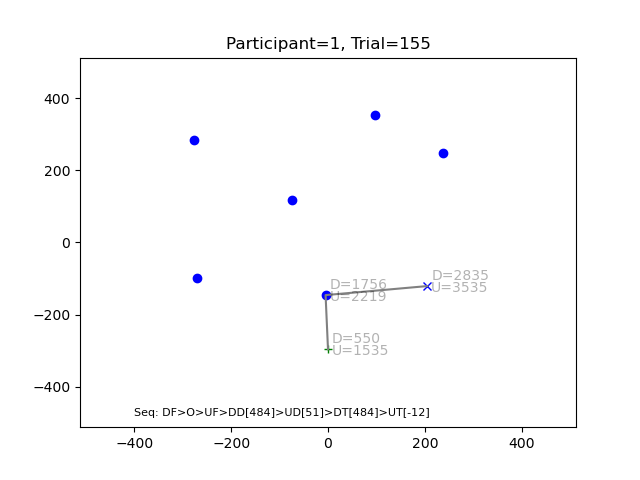 Participant=1, Trial=155
400
200
0
−200
−400
D=2835
U=3535
D=1756
U=2219
D=550
U=1535
Seq: DF>O>UF>DD[484]>UD[51]>DT[484]>UT[-12]
−400 −200 0 200 400